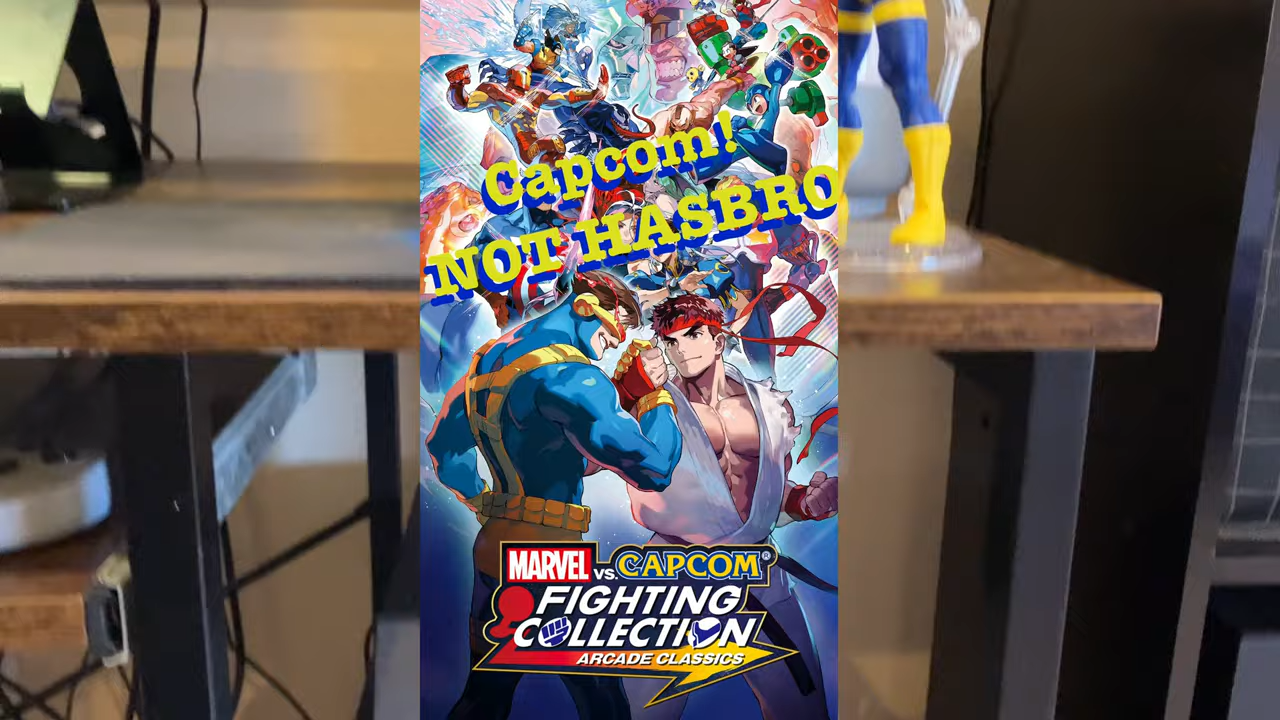 Capcom!
NOT HASBRO
MARVEL VS. CAPCOM®
FIGHTING
COLLECTION
ARCADE CLASSICS